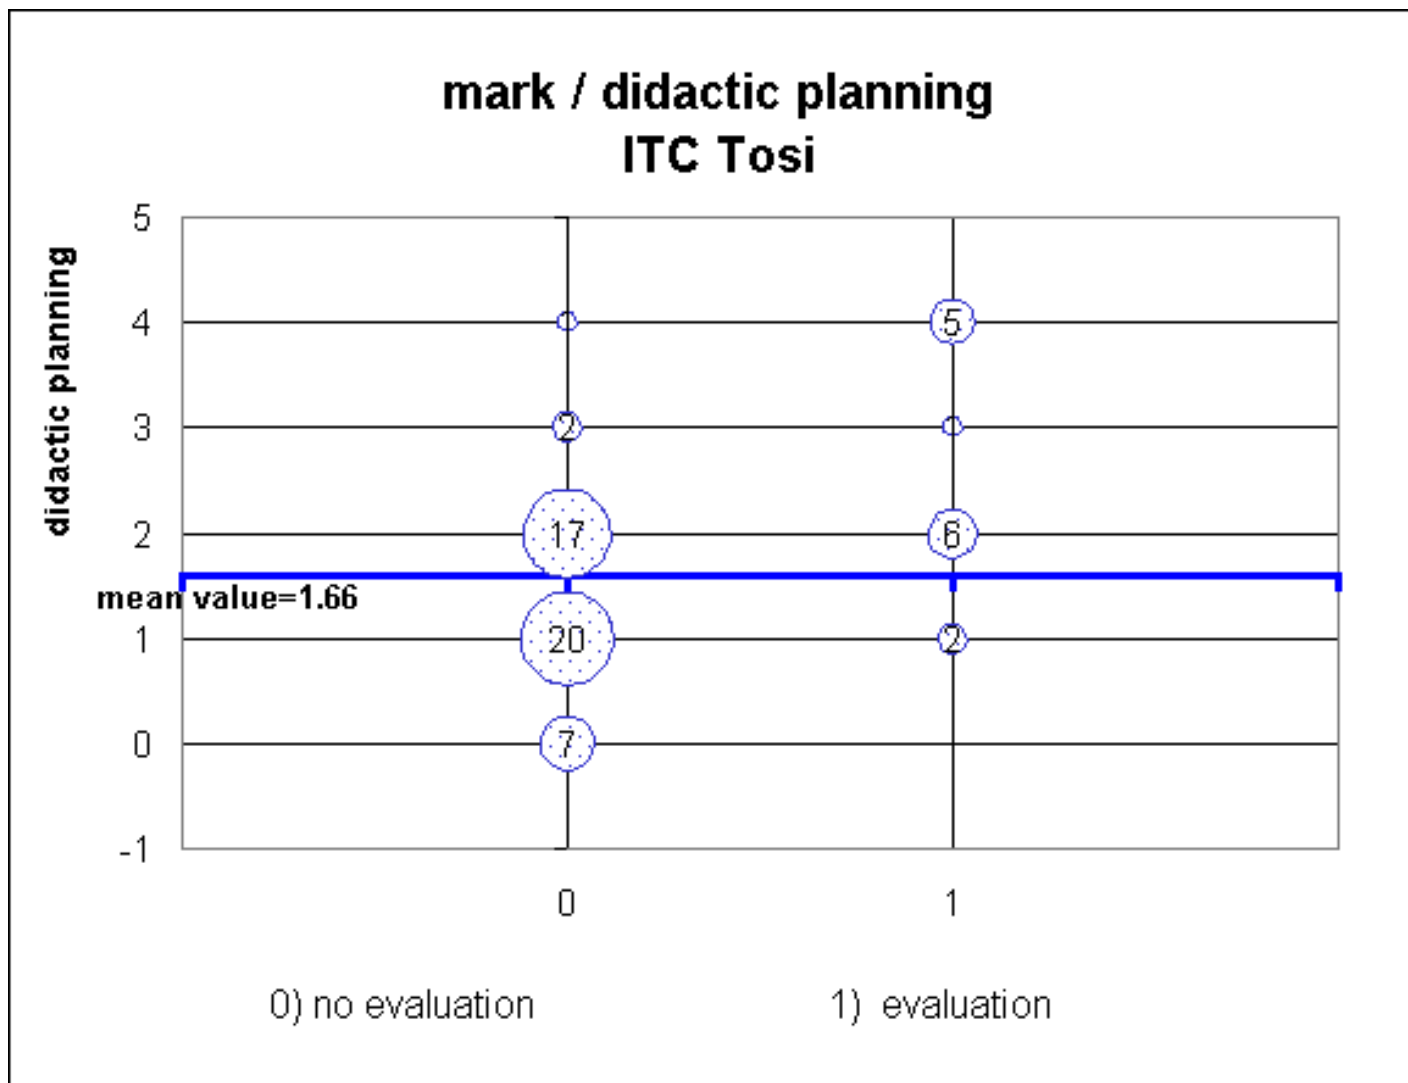 mark / didactic planning
ITC Tosi
didactic planning
5
4
5
3
2
2
17
6
mean value=1.66
1
20
2
0
7
-1
0
1
0) no evaluation
1) evaluation